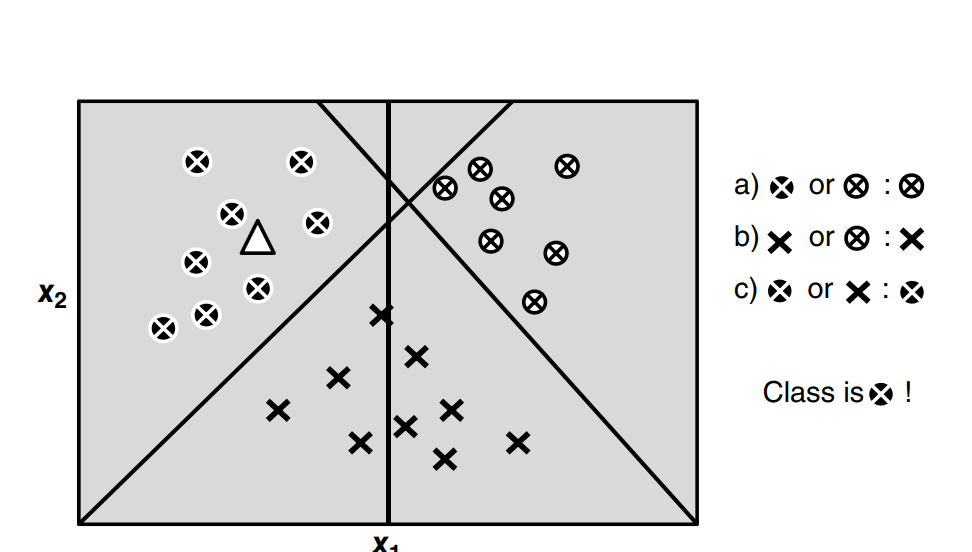 a) ⊗ or ⊗ : ⊗
b) × or ⊗ : ×
c) ⊗ or × : ⊗
x2
Class is ⊗ !
x1